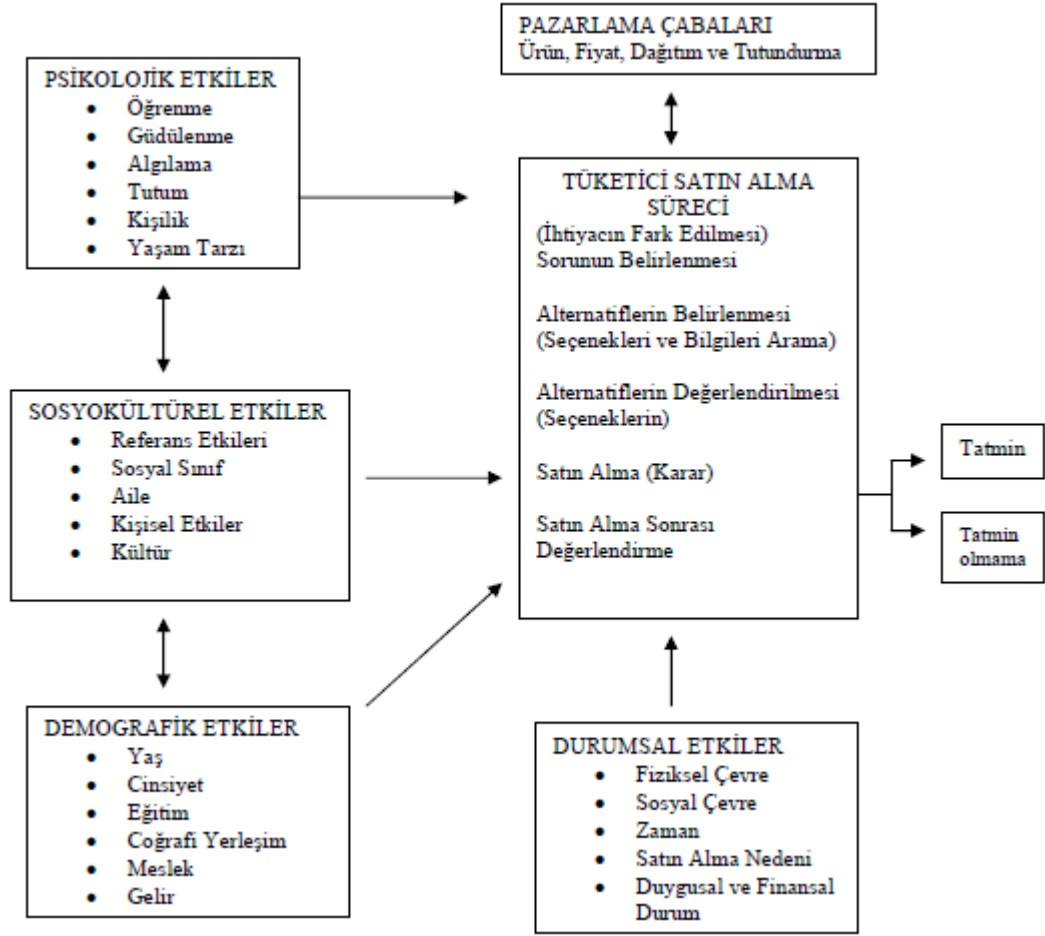 PAZARLAMA ÇABALARI
Ürün, Fiyat, Dağıtım ve Tutundurma
PSİKOLOJİK ETKİLER
• Öğrenme
• Güdülenme
• Algılama
• Tutum
• Kişilik
• Yaşam Tarzı
SOSYOKÜLTÜREL ETKİLER
• Referans Etkileri
• Sosyal Sınıf
• Aile
• Kişisel Etkiler
• Kültür
DEMOGRAFİK ETKİLER
• Yaş
• Cinsiyet
• Eğitim
• Coğrafi Yerleşim
• Meslek
• Gelir
TÜKETİCİ SATIN ALMA
SÜRECİ
(İhtiyacın Fark Edilmesi)
Sorunun Belirlenmesi
Alternatiflerin Belirlenmesi
(Seçenekleri ve Bilgileri Arama)
Alternatiflerin Değerlendirilmesi
(Seçeneklerin)
Satın Alma (Karar)
Satın Alma Sonrası
Değerlendirme
DURUMSAL ETKİLER
• Fiziksel Çevre
• Sosyal Çevre
• Zaman
• Satın Alma Nedeni
• Duygusal ve Finansal
Durum
Tatmin
Tatmin
olmama